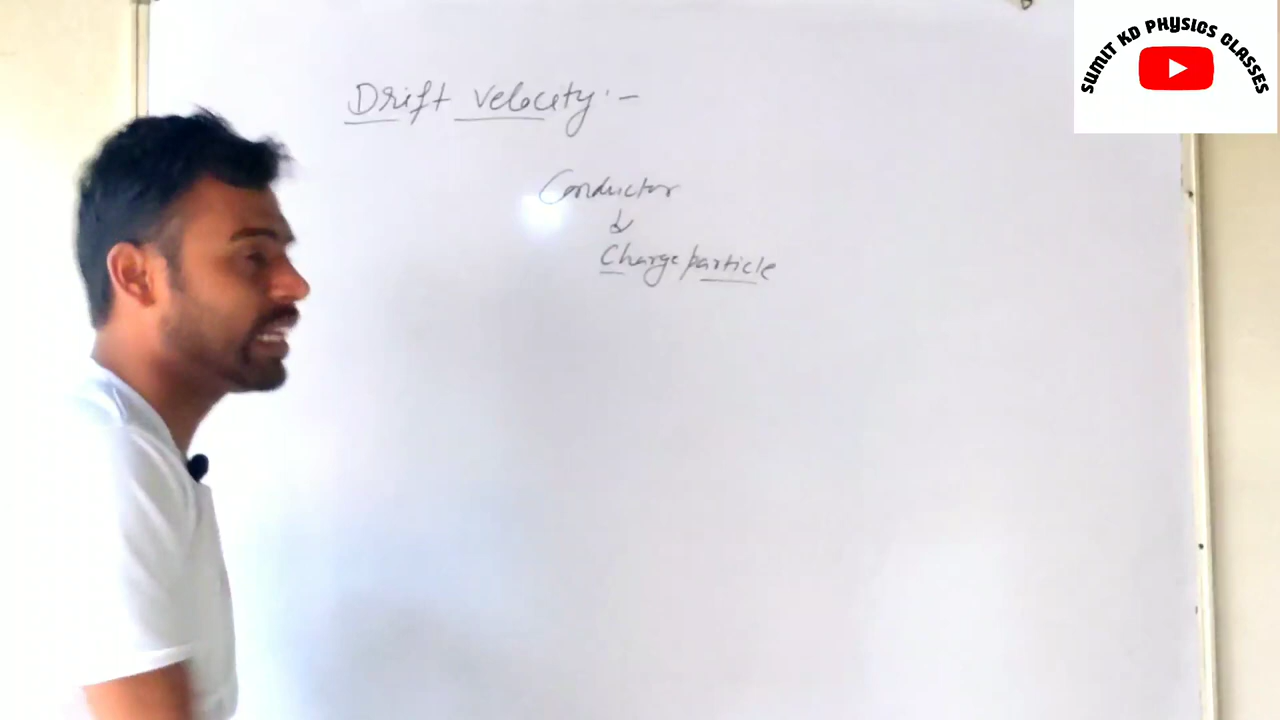 Drift velocity:-
Conductor
Charge particle
SUMIT KD PHYSICS CLASSES